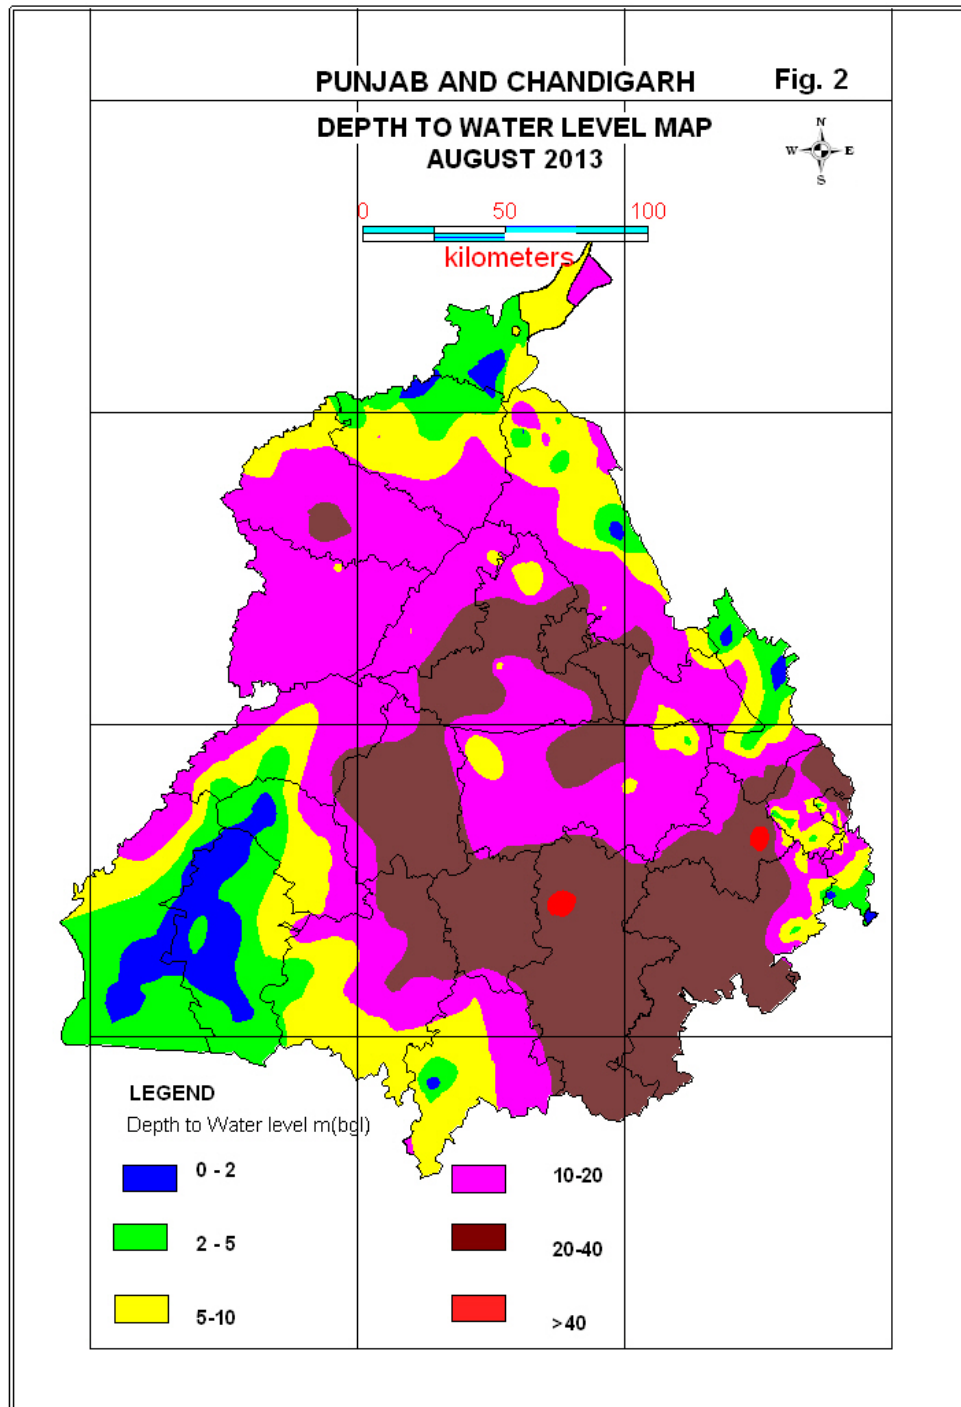 PUNJAB AND CHANDIGARH
Fig. 2
DEPTH TO WATER LEVEL MAP
AUGUST 2013
N
W
E
S
0
50
100
kilometers
LEGEND
Depth to Water level m(bgl)
0 - 2
10-20
2 - 5
20-40
5-10
>40